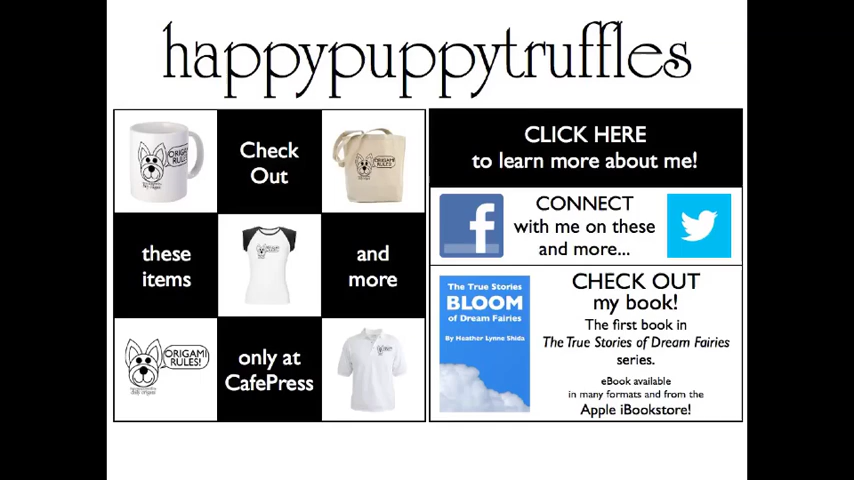 happypuppytruffles
ORIGAMI
RULES!
Check
Out
ORIGAMI
RULES!
these
items
and
more
ORIGAMI
RULES!
only at
CafePress
CLICK HERE
to learn more about me!
f
CONNECT
with me on these
and more...
The True Stories
BLOOM
of Dream Fairies
By Heather Lynne Shida
CHECK OUT
my book!
The first book in
The True Stories of Dream Fairies
series.
eBook available
in many formats and from the
Apple iBookstore!